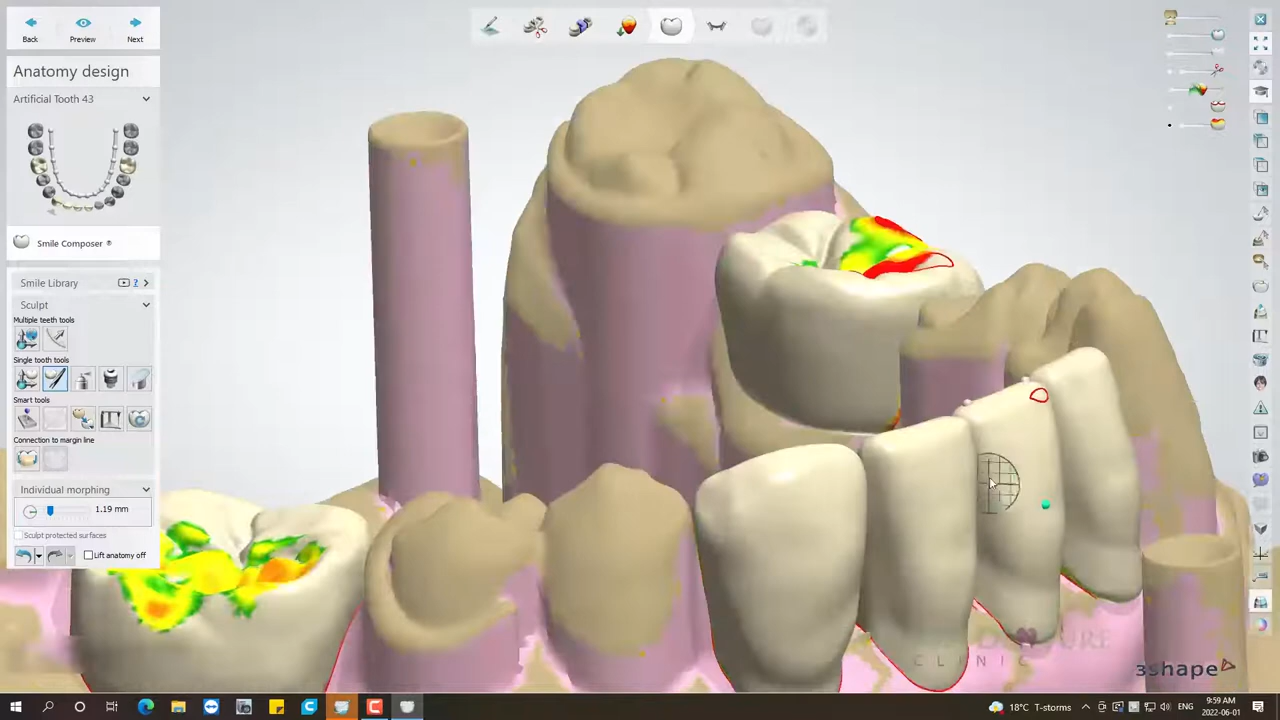 Back
Preview
Next
Anatomy design
Artificial Tooth 43
Smile Composer ®
Smile Library
?
Sculpt
Multiple teeth tools
Single tooth tools
Smart tools
Connection to margin line
Individual morphing
1.19 mm
Sculpt protected surfaces
Lift anatomy off
CLINIC
3shape
18°C T-storms
ENG
9:59 AM
2022-06-01